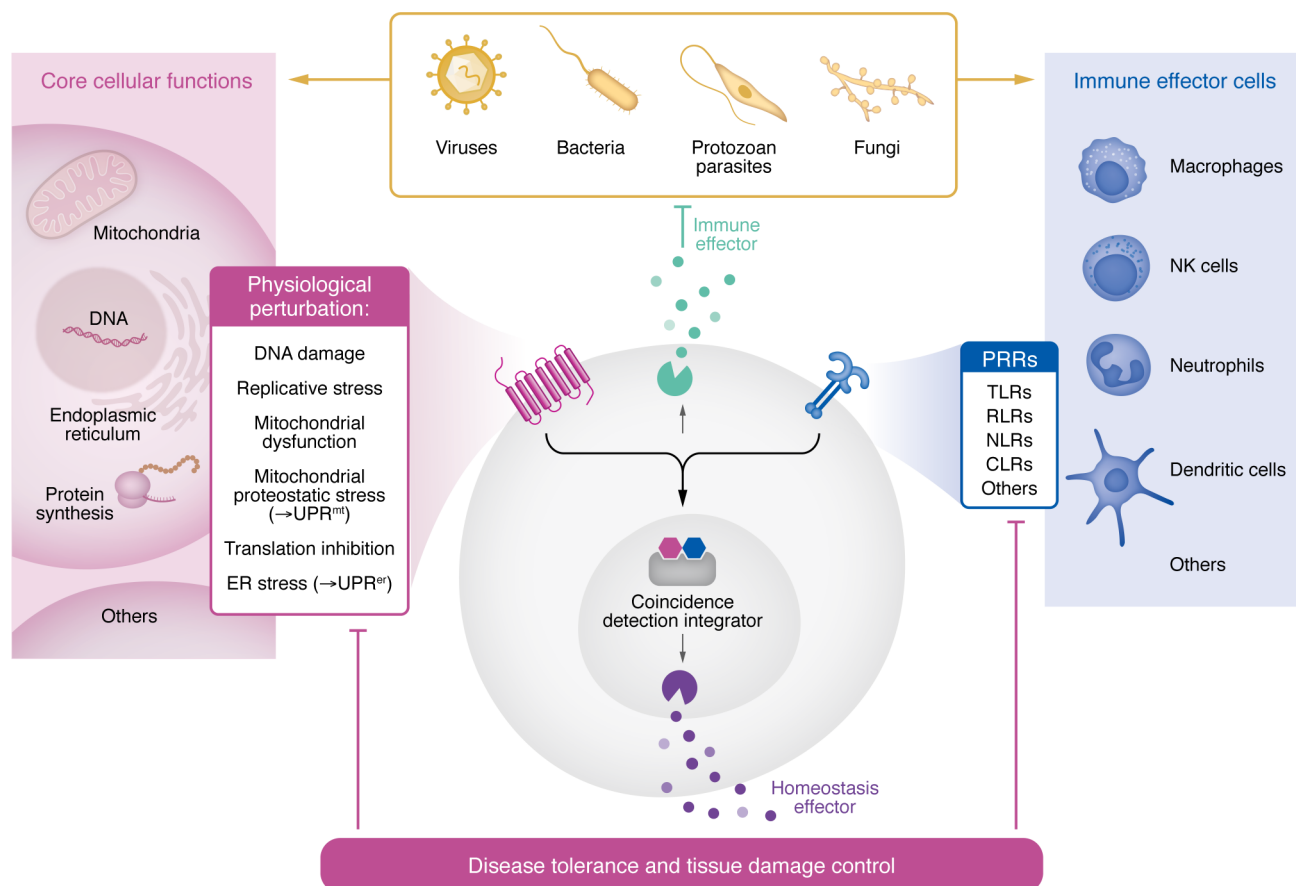 Core cellular functions
Mitochondria
DNA
Endoplasmic
reticulum
Protein
synthesis
Others
Physiological
perturbation:
DNA damage
Replicative stress
Mitochondrial
dysfunction
Mitochondrial
proteostatic stress
(→UPRᵐᵗ)
Translation inhibition
ER stress (→UPRᵉʳ)
Viruses
Bacteria
Protozoan
parasites
Fungi
Immune
effector
Coincidence
detection integrator
Homeostasis
effector
PRRs
TLRs
RLRs
NLRs
CLRs
Others
Immune effector cells
Macrophages
NK cells
Neutrophils
Dendritic cells
Others
Disease tolerance and tissue damage control